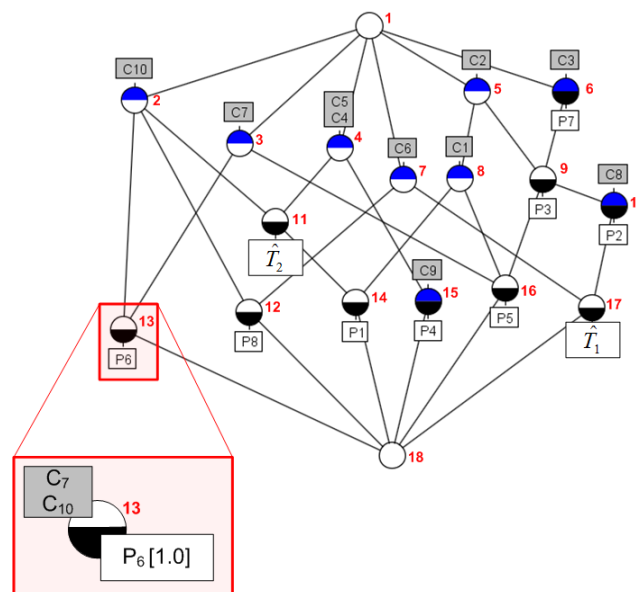 1
C10
2
C7
3
C5
C4
4
C6
7
C2
5
C1
8
C3
6
P7
9
P3
C8
1
P2
11
T̂₂
13
P6
12
P8
14
P1
C9
15
P4
16
P5
17
T̂₁
18
C₇
C₁₀
13
P₆ [1.0]